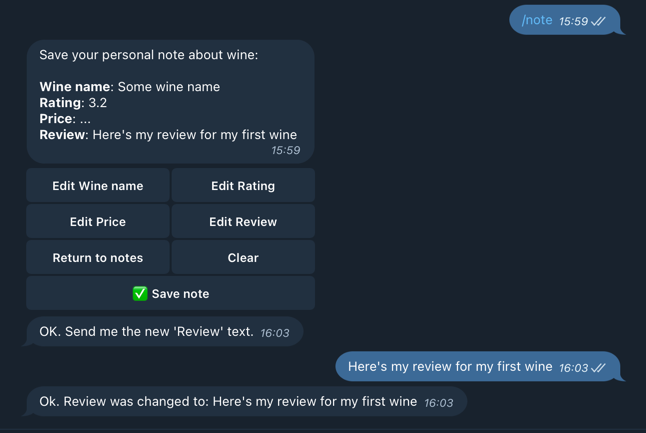 /note 15:59
Save your personal note about wine:
Wine name: Some wine name
Rating: 3.2
Price: ...
Review: Here's my review for my first wine
15:59
Edit Wine name Edit Rating
Edit Price Edit Review
Return to notes Clear
✅ Save note
OK. Send me the new 'Review' text. 16:03
Here's my review for my first wine 16:03
Ok. Review was changed to: Here's my review for my first wine 16:03